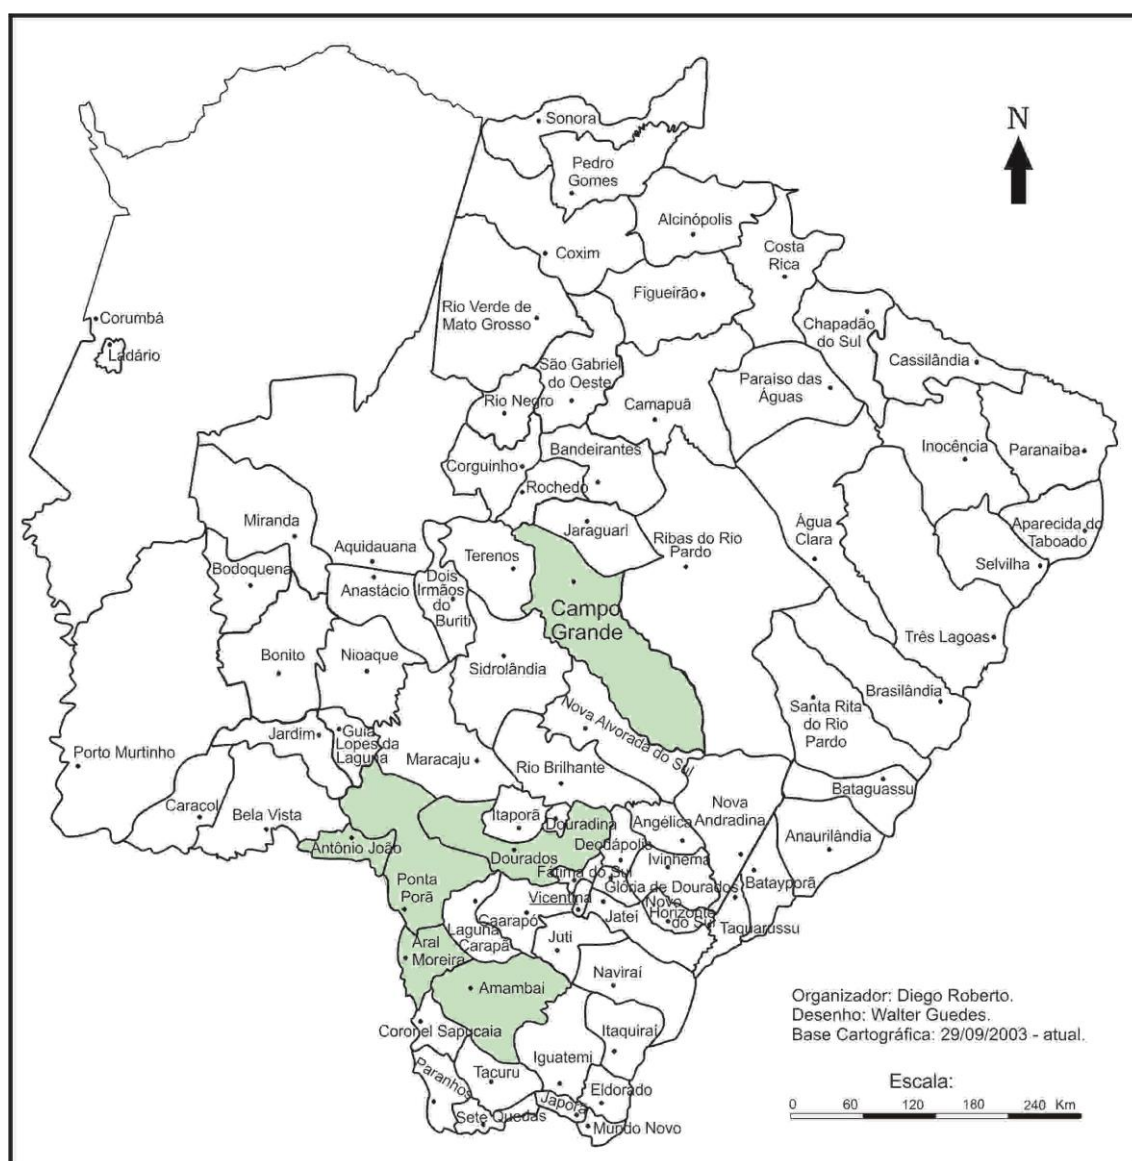 N
Sonora
Pedro
Gomes
Alcinópolis
Coxim
Costa
Rica
Figueirão
Rio Verde de
Mato Grosso
Corumbá
Ladário
Chapadão
do Sul
Cassilândia
São Gabriel
do Oeste
Paraiso das
Águas
Rio Negro
Camapuã
Bandeirantes
Inocência
Paranaiba
Corguinho
Rochedo
Miranda
Jaraguari
Ribas do Rio
Pardo
Água
Clara
Aparecida do
Taboado
Aquidauana
Terenos
Selvilha
Bodoquena
Anastácio
Dois
Irmãos
do
Buriti
Campo
Grande
Três Lagoas
Bonito
Nioaque
Sidrolândia
Brasilândia
Santa Rita
do Rio
Pardo
Nova Alvorada do Sul
Jardim
Guia
Lopes da
Laguna
Porto Murtinho
Maracaju
Rio Brilhante
Bataguassu
Caracol
Bela Vista
Itaporã
Douradina
Angélica
Nova
Andradina
Anaurilândia
Antônio João
Dourados
Deodápolis
Ivinhema
Fátima do Sul
Glória de Dourados
Batayporã
Ponta
Porã
Vicentina
Novo
Horizonte
do Sul
Jateí
Caarapó
Laguna
Carapã
Taquarussu
Aral
Moreira
Juti
Naviraí
Amambai
Organizador: Diego Roberto.
Desenho: Walter Guedes.
Base Cartográfica: 29/09/2003 - atual.
Coronel Sapucaia
Itaquiraí
Iguatemi
Paranhos
Tacuru
Eldorado
Japorã
Sete Quedas
Mundo Novo
Escala:
0 60 120 180 240 Km